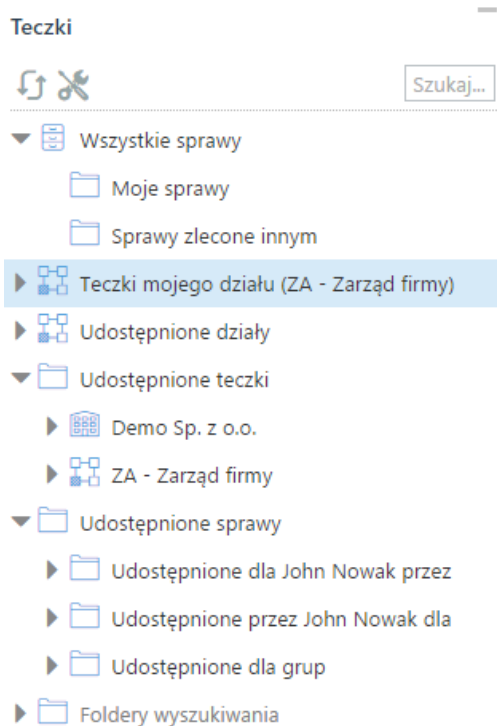 Teczki
Szukaj...
Wszystkie sprawy
Moje sprawy
Sprawy zlecone innym
Teczki mojego działu (ZA - Zarząd firmy)
Udostępnione działy
Udostępnione teczki
Demo Sp. z o.o.
ZA - Zarząd firmy
Udostępnione sprawy
Udostępnione dla John Nowak przez
Udostępnione przez John Nowak dla
Udostępnione dla grup
Foldery wyszukiwania